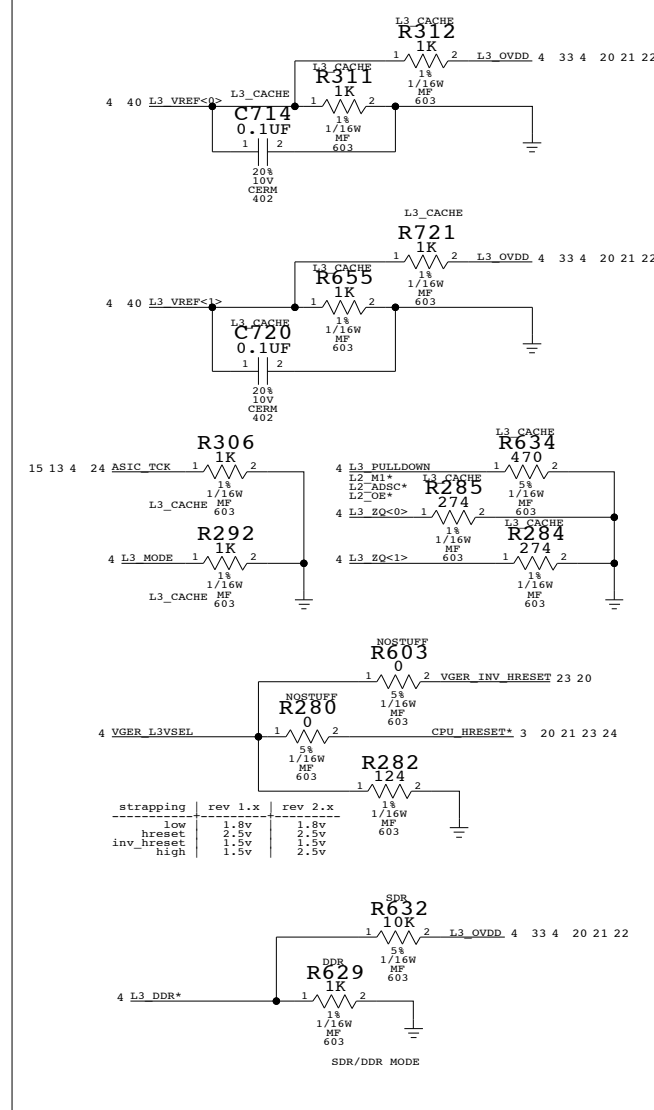 L3_CACHE
R312
1K
1 2 L3_OVDD 4 33 4 20 21 22
1%
1/16W
MF
603
L3_CACHE
R311
1K
1 2
1%
1/16W
MF
603
4 40 L3_VREF<0>
L3_CACHE
C714
0.1UF
1 2
20%
10V
CERM
402
L3_CACHE
R721
1K
1 2 L3_OVDD 4 33 4 20 21 22
1%
1/16W
MF
603
L3_CACHE
R655
1K
1 2
1%
1/16W
MF
603
4 40 L3_VREF<1>
L3_CACHE
C720
0.1UF
1 2
20%
10V
CERM
402
R306
1K
15 13 4 24 ASIC_TCK 1 2
1%
1/16W
L3_CACHE MF
603
R292
1K
4 L3_MODE 1 2
1%
1/16W
MF
L3_CACHE 603
L3_CACHE
R634
470
4 L3_PULLDOWN 1 2
5%
1/16W
MF
603
L2_M1*
L2_ADSC*
L2_OE*
L3_CACHE
R285
274
4 L3_ZQ<0> 1 2
1%
1/16W
MF
603
L3_CACHE
R284
274
4 L3_ZQ<1> 1 2
1%
1/16W
MF
603
NOSTUFF
R603
0
1 2 VGER_INV_HRESET 23 20
5%
1/16W
MF
603
NOSTUFF
R280
0
4 VGER_L3VSEL 1 2 CPU_HRESET* 3 20 21 23 24
5%
1/16W
MF
603
R282
124
1 2
1%
1/16W
MF
603
strapping | rev 1.x | rev 2.x
low | 1.8v | 1.8v
hreset | 2.5v | 2.5v
inv_hreset | 1.5v | 1.5v
high | 1.5v | 2.5v
SDR
R632
10K
1 2 L3_OVDD 4 33 4 20 21 22
5%
1/16W
MF
603
DDR
R629
1K
4 L3_DDR* 1 2
1%
1/16W
MF
603
SDR/DDR MODE